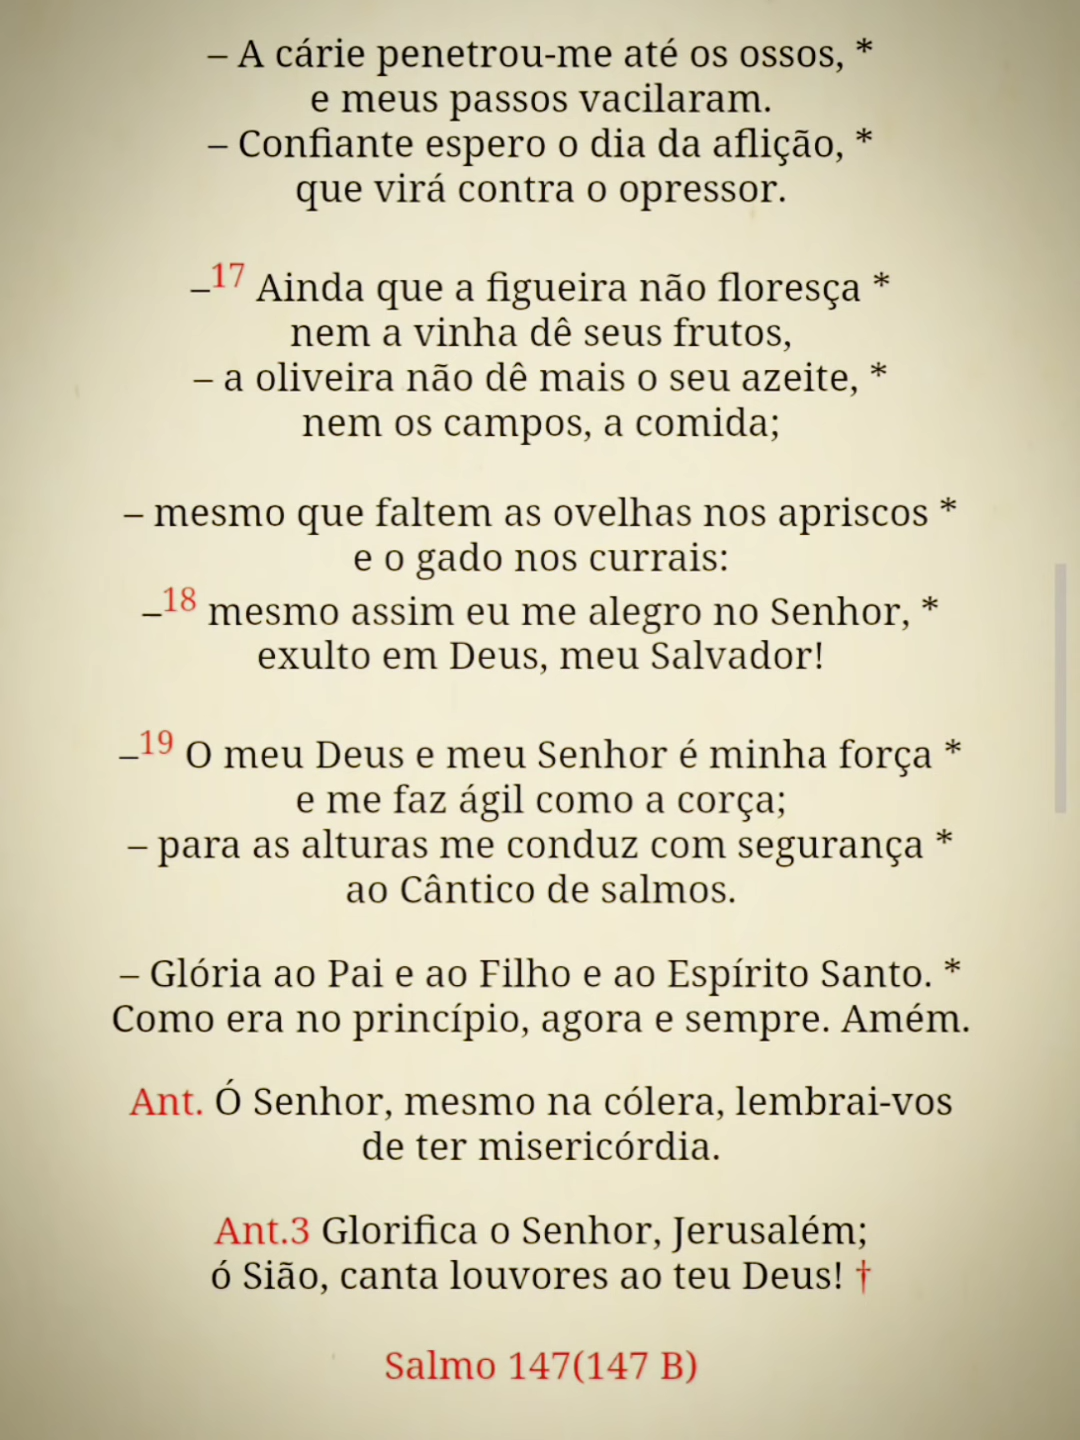 – A cárie penetrou-me até os ossos, *
e meus passos vacilaram.
– Confiante espero o dia da aflição, *
que virá contra o opressor.
–17 Ainda que a figueira não floresça *
nem a vinha dê seus frutos,
– a oliveira não dê mais o seu azeite, *
nem os campos, a comida;
– mesmo que faltem as ovelhas nos apriscos *
e o gado nos currais:
–18 mesmo assim eu me alegro no Senhor, *
exulto em Deus, meu Salvador!
–19 O meu Deus e meu Senhor é minha força *
e me faz ágil como a corça;
– para as alturas me conduz com segurança *
ao Cântico de salmos.
– Glória ao Pai e ao Filho e ao Espírito Santo. *
Como era no princípio, agora e sempre. Amém.
Ant. Ó Senhor, mesmo na cólera, lembrai-vos
de ter misericórdia.
Ant.3 Glorifica o Senhor, Jerusalém;
ó Sião, canta louvores ao teu Deus! †
Salmo 147(147 B)